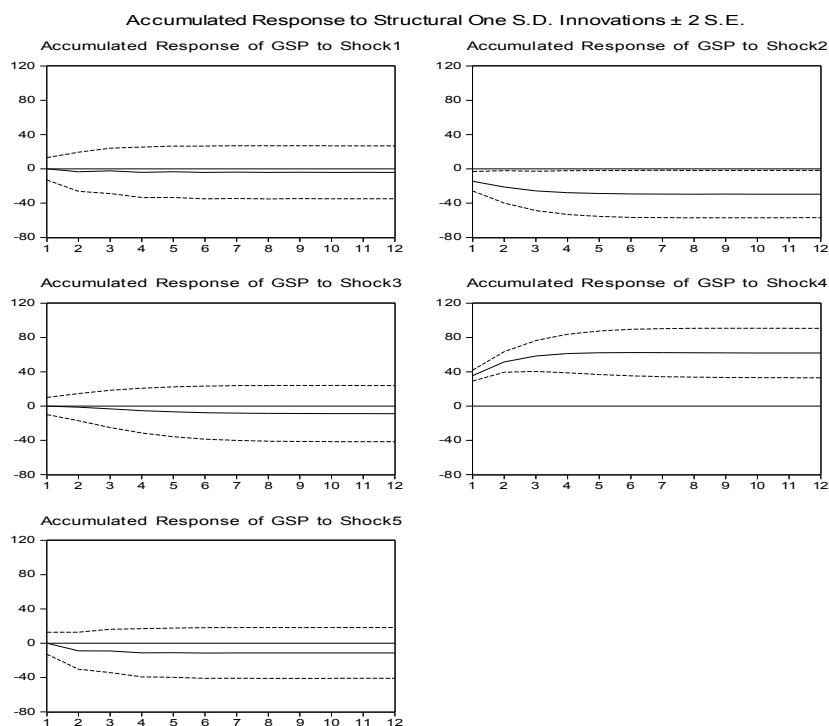 Accumulated Response to Structural One S.D. Innovations ± 2 S.E.
Accumulated Response of GSP to Shock1
120
80
40
0
-40
-80
1 2 3 4 5 6 7 8 9 10 11 12
Accumulated Response of GSP to Shock2
120
80
40
0
-40
-80
1 2 3 4 5 6 7 8 9 10 11 12
Accumulated Response of GSP to Shock3
120
80
40
0
-40
-80
1 2 3 4 5 6 7 8 9 10 11 12
Accumulated Response of GSP to Shock4
120
80
40
0
-40
-80
1 2 3 4 5 6 7 8 9 10 11 12
Accumulated Response of GSP to Shock5
120
80
40
0
-40
-80
1 2 3 4 5 6 7 8 9 10 11 12